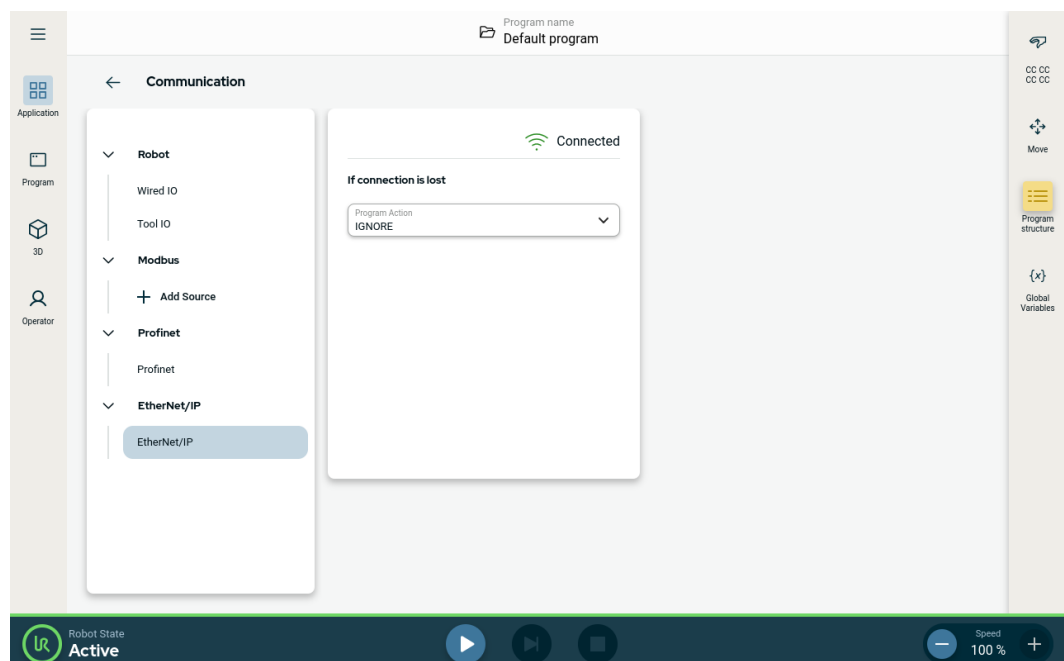 Program name
Default program
Application
Program
3D
Operator
Communication
Robot
Wired IO
Tool IO
Modbus
Add Source
Profinet
Profinet
EtherNet/IP
EtherNet/IP
Connected
If connection is lost
Program Action
IGNORE
CC CC
CC CC
Move
Program
structure
{x}
Global
Variables
UR
Robot State
Active
Speed
100 %